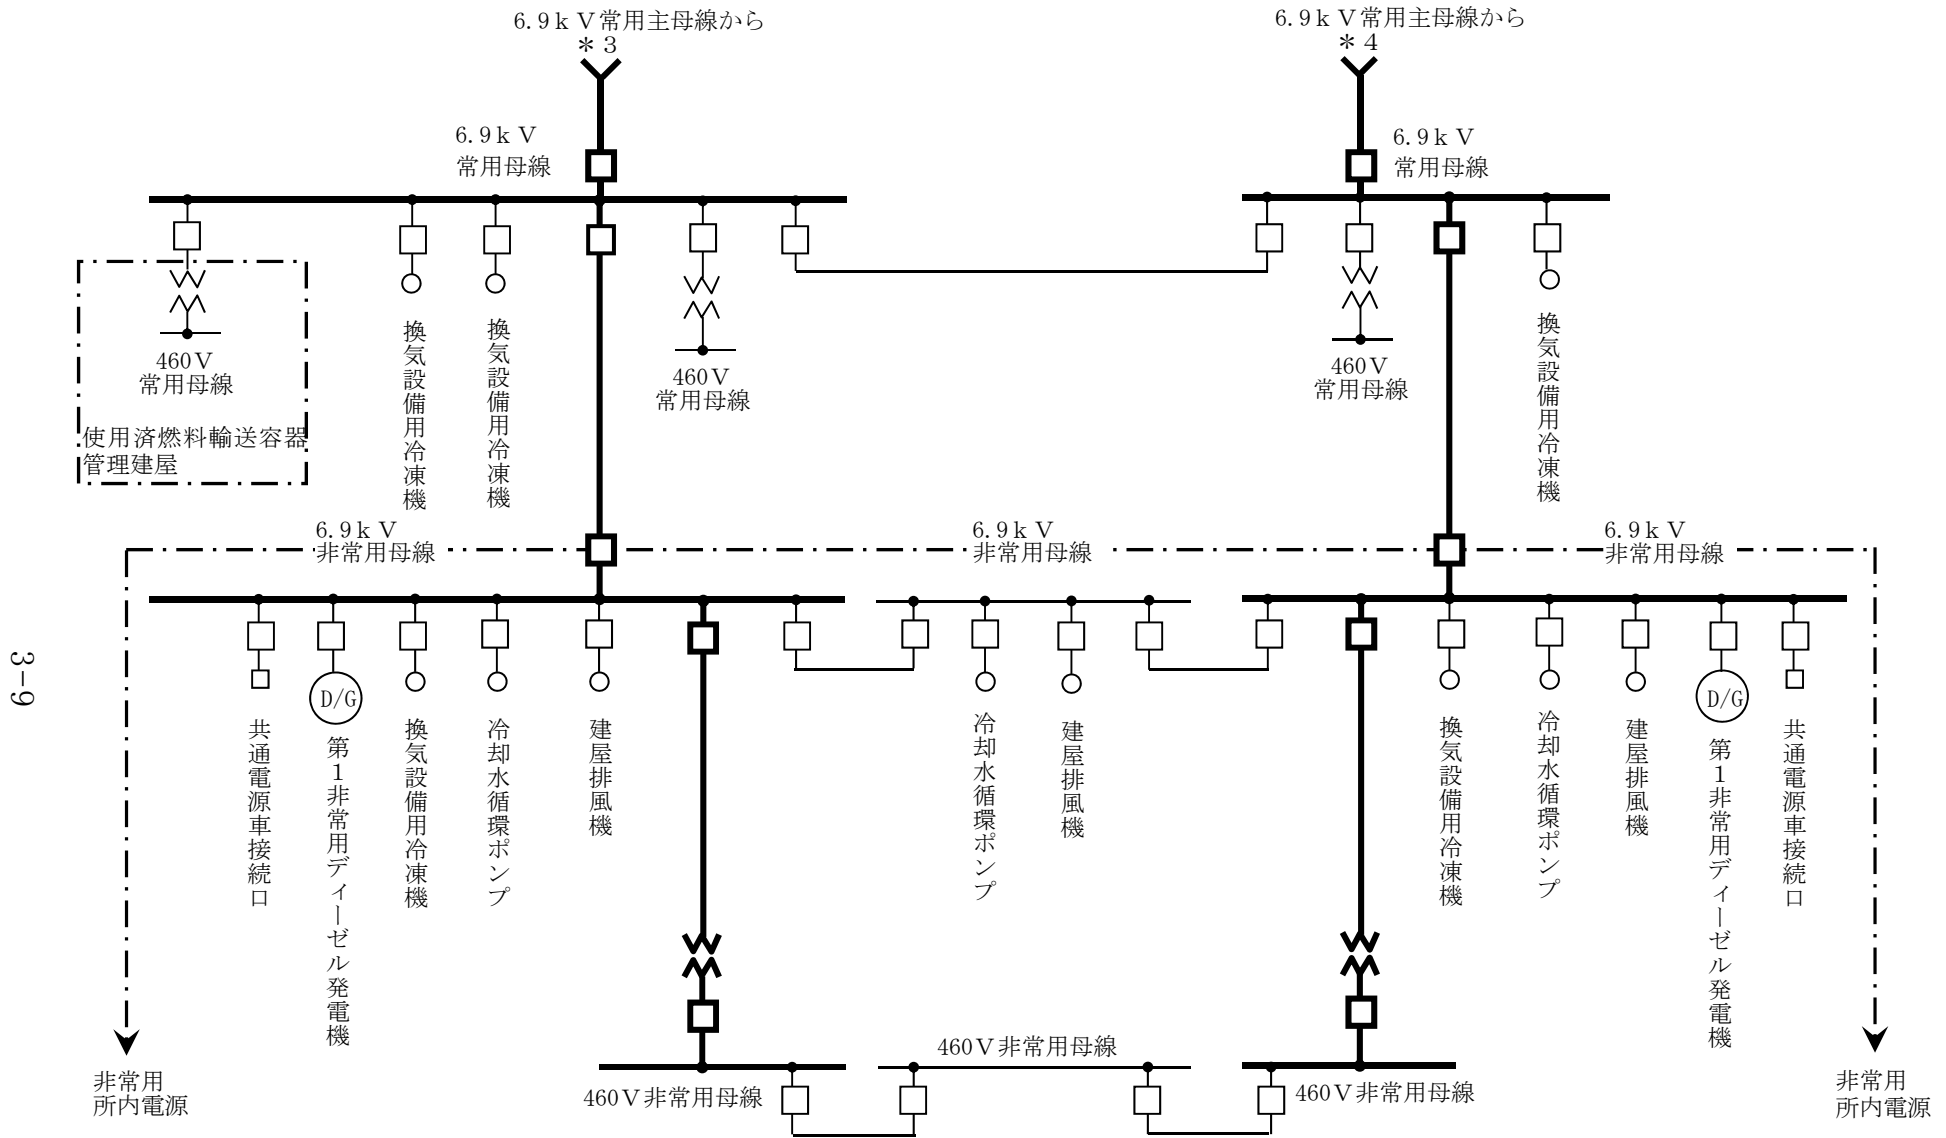 6.9kV常用主母線から
＊3
6.9kV常用主母線から
＊4
6.9kV
常用母線
6.9kV
常用母線
460V
常用母線
使用済燃料輸送容器
管理建屋
換気設備用冷凍機
換気設備用冷凍機
460V
常用母線
460V
常用母線
換気設備用冷凍機
6.9kV
非常用母線
6.9kV
非常用母線
6.9kV
非常用母線
3-9
D/G
D/G
共通電源車接続口
第1非常用ディーゼル発電機
換気設備用冷凍機
冷却水循環ポンプ
建屋排風機
冷却水循環ポンプ
建屋排風機
換気設備用冷凍機
冷却水循環ポンプ
建屋排風機
第1非常用ディーゼル発電機
共通電源車接続口
460V非常用母線
460V非常用母線
460V非常用母線
非常用
所内電源
非常用
所内電源